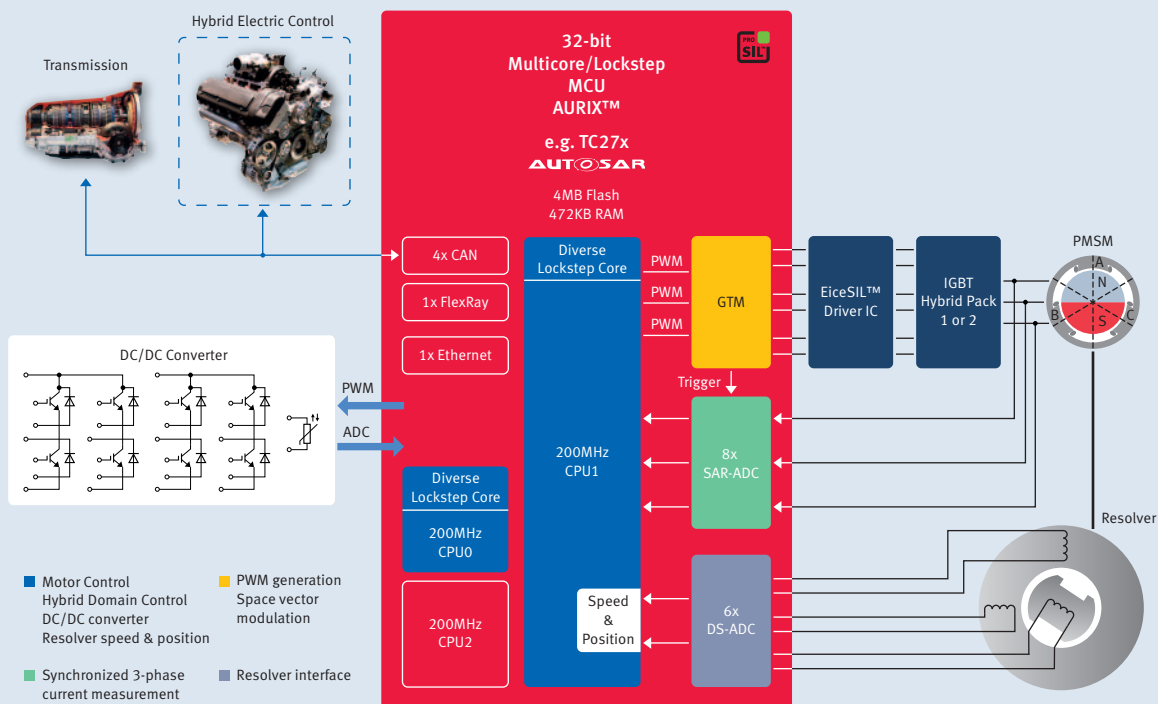 Hybrid Electric Control
Transmission
32-bit
Multicore/Lockstep
MCU
AURIX™
PRO
SIL
e.g. TC27x
AUTOSAR
4MB Flash
472KB RAM
4x CAN
1x FlexRay
1x Ethernet
Diverse
Lockstep Core
200MHz
CPU1
PWM
PWM
PWM
GTM
EiceSIL™
Driver IC
IGBT
Hybrid Pack
1 or 2
PMSM
A
N
B
S
C
DC/DC Converter
PWM
ADC
Trigger
8x
SAR-ADC
Diverse
Lockstep Core
200MHz
CPU0
200MHz
CPU2
Speed
&
Position
6x
DS-ADC
Resolver
Motor Control
Hybrid Domain Control
DC/DC converter
Resolver speed & position
PWM generation
Space vector
modulation
Synchronized 3-phase
current measurement
Resolver interface